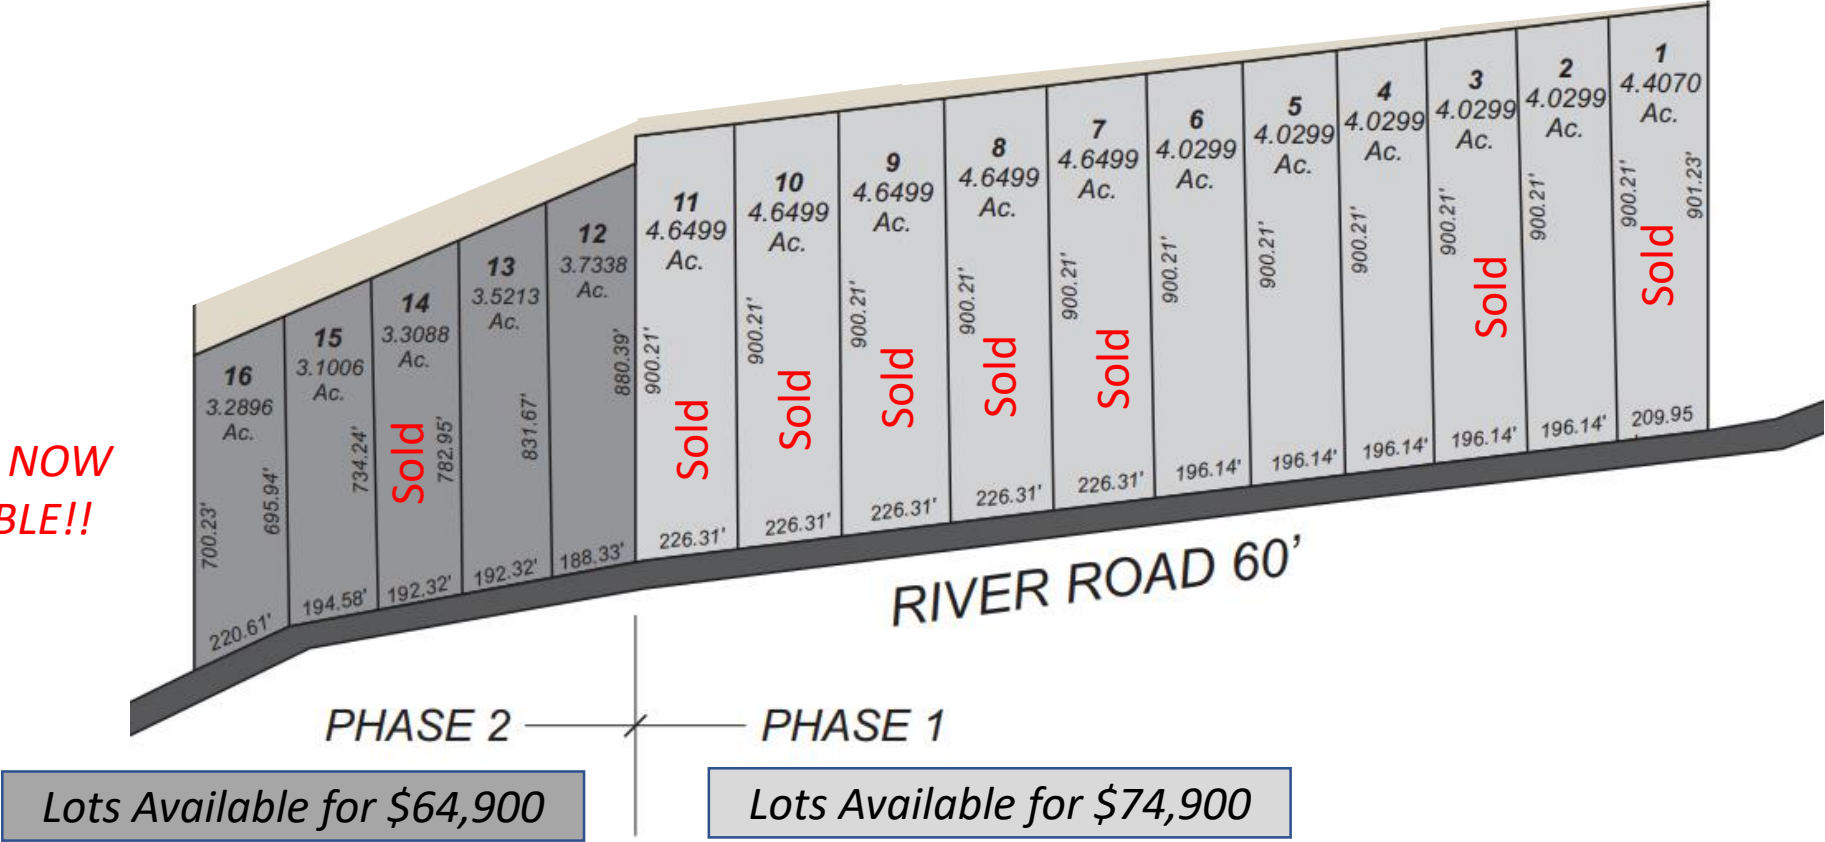 1
4.4070
Ac.
900.21'
901.23'
Sold
209.95
2
4.0299
Ac.
900.21'
196.14'
3
4.0299
Ac.
900.21'
Sold
196.14'
4
4.0299
Ac.
900.21'
196.14'
5
4.0299
Ac.
900.21'
196.14'
6
4.0299
Ac.
900.21'
196.14'
7
4.6499
Ac.
900.21'
Sold
226.31'
8
4.6499
Ac.
900.21'
Sold
226.31'
9
4.6499
Ac.
900.21'
Sold
226.31'
10
4.6499
Ac.
900.21'
Sold
226.31'
11
4.6499
Ac.
900.21'
Sold
226.31'
12
3.7338
Ac.
880.39'
188.33'
13
3.5213
Ac.
831.67'
192.32'
14
3.3088
Ac.
Sold
782.95'
192.32'
15
3.1006
Ac.
734.24'
194.58'
16
3.2896
Ac.
700.23'
695.94'
220.61'
NOW
BLE!!
RIVER ROAD 60’
PHASE 2
PHASE 1
Lots Available for $64,900
Lots Available for $74,900